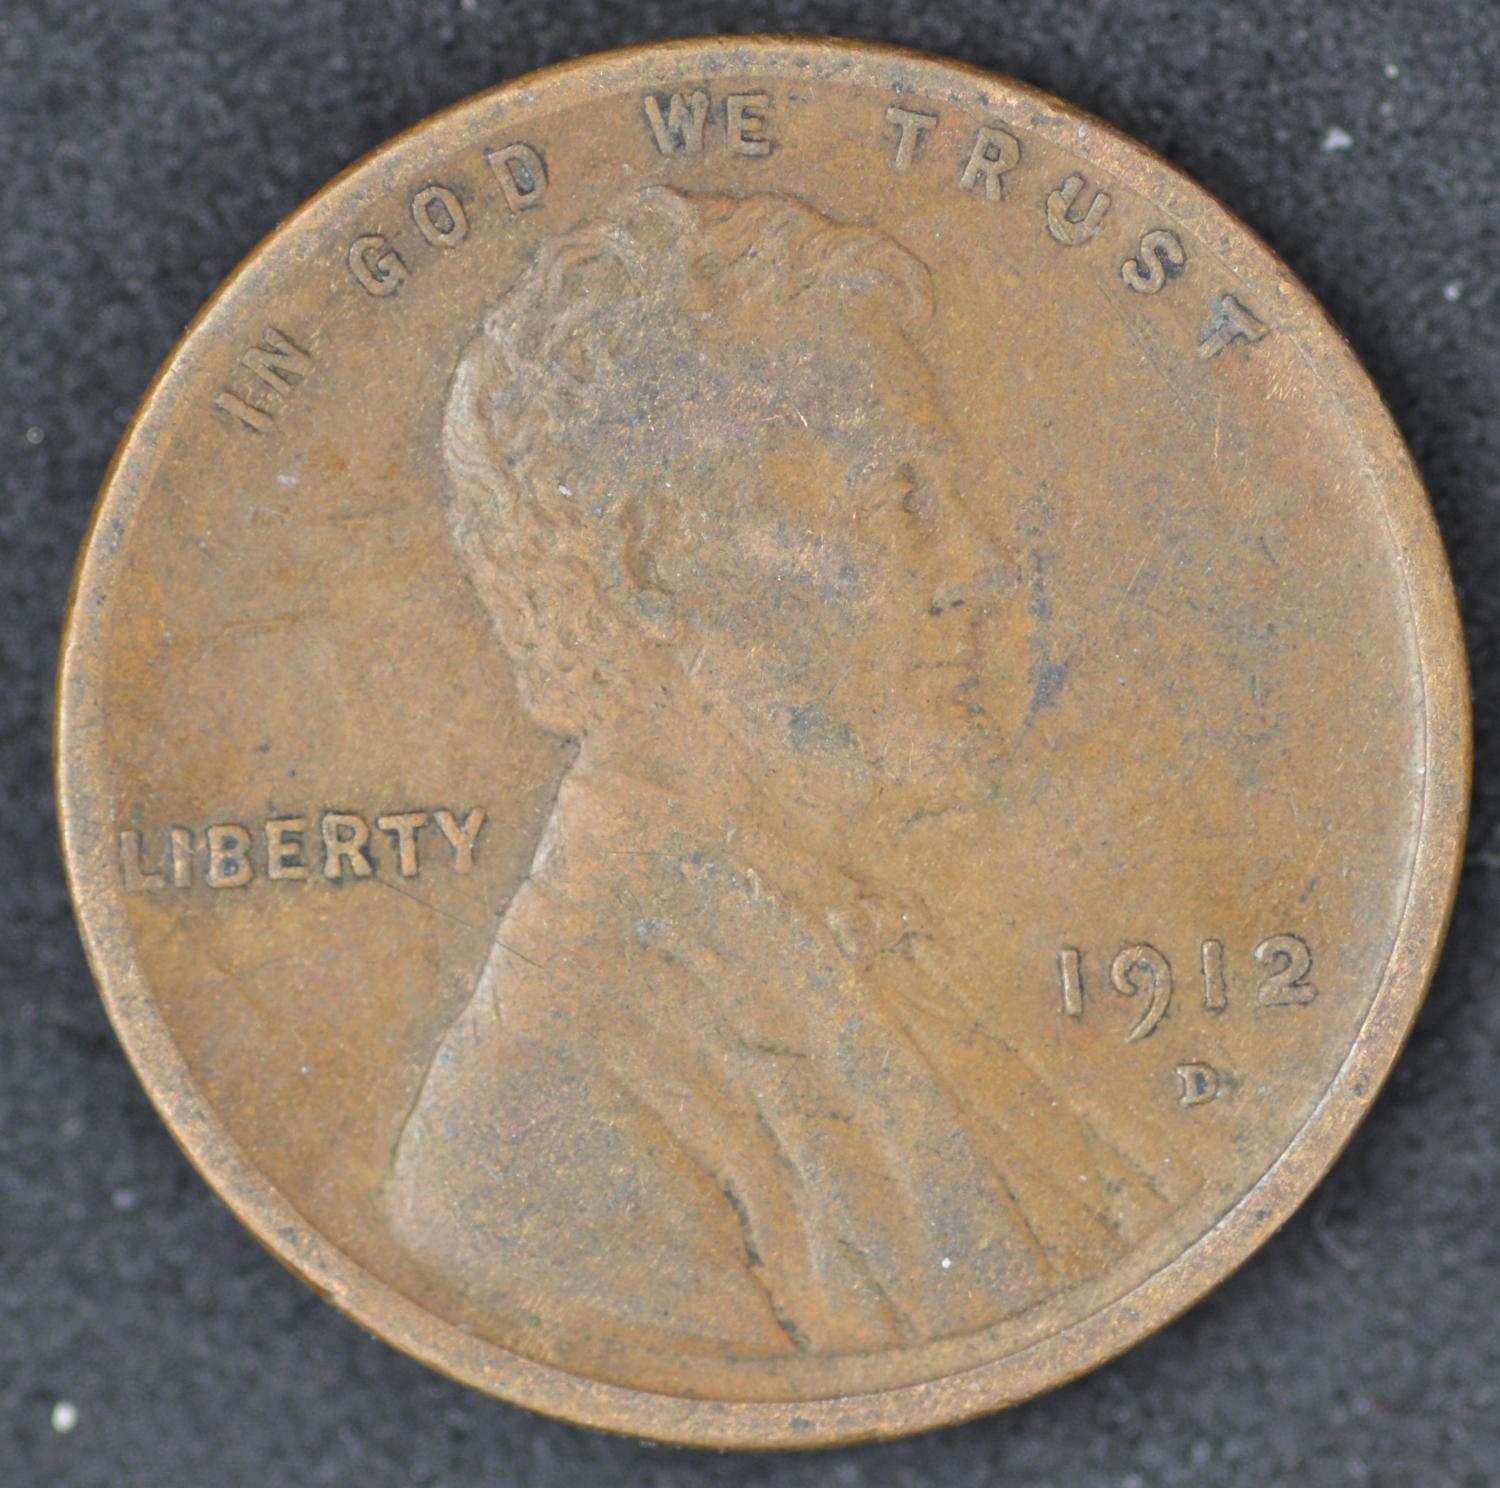 IN GOD WE TRUST
LIBERTY
1912
D